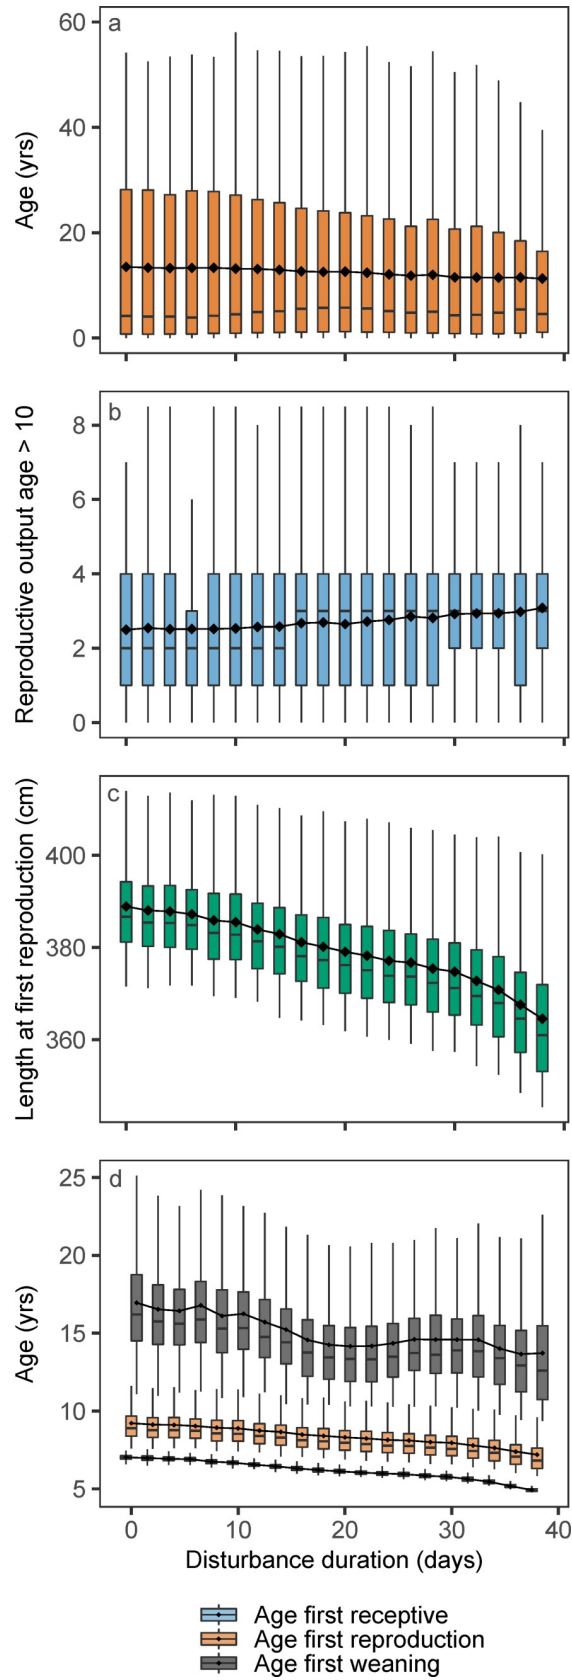 a
60
40
20
0
Age (yrs)
b
8
6
4
2
0
Reproductive output age > 10
c
400
380
360
Length at first reproduction (cm)
d
25
20
15
10
5
Age (yrs)
0 10 20 30 40
Disturbance duration (days)
Age first receptive
Age first reproduction
Age first weaning